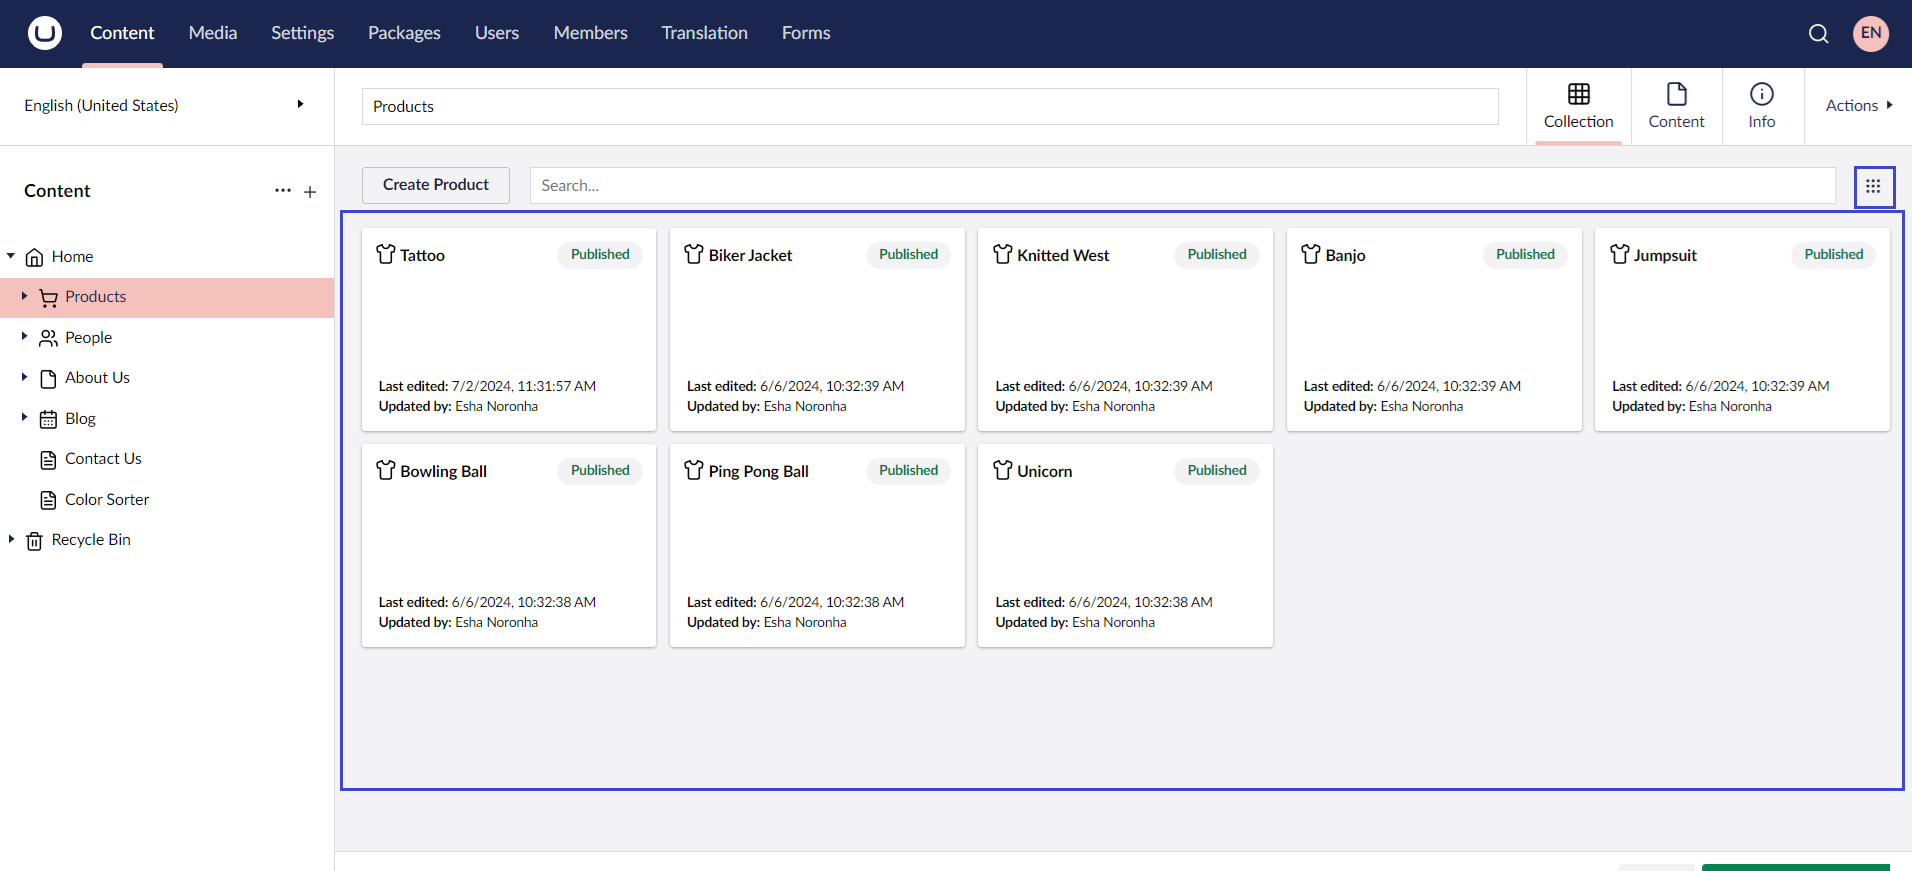 Content Media Settings Packages Users Members Translation Forms EN
English (United States)
Products
Collection Content Info Actions
Content
Create Product Search...
Home
Products
People
About Us
Blog
Contact Us
Color Sorter
Recycle Bin
Tattoo Published
Last edited: 7/2/2024, 11:31:57 AM
Updated by: Esha Noronha
Biker Jacket Published
Last edited: 6/6/2024, 10:32:39 AM
Updated by: Esha Noronha
Knitted West Published
Last edited: 6/6/2024, 10:32:39 AM
Updated by: Esha Noronha
Banjo Published
Last edited: 6/6/2024, 10:32:39 AM
Updated by: Esha Noronha
Jumpsuit Published
Last edited: 6/6/2024, 10:32:39 AM
Updated by: Esha Noronha
Bowling Ball Published
Last edited: 6/6/2024, 10:32:38 AM
Updated by: Esha Noronha
Ping Pong Ball Published
Last edited: 6/6/2024, 10:32:38 AM
Updated by: Esha Noronha
Unicorn Published
Last edited: 6/6/2024, 10:32:38 AM
Updated by: Esha Noronha